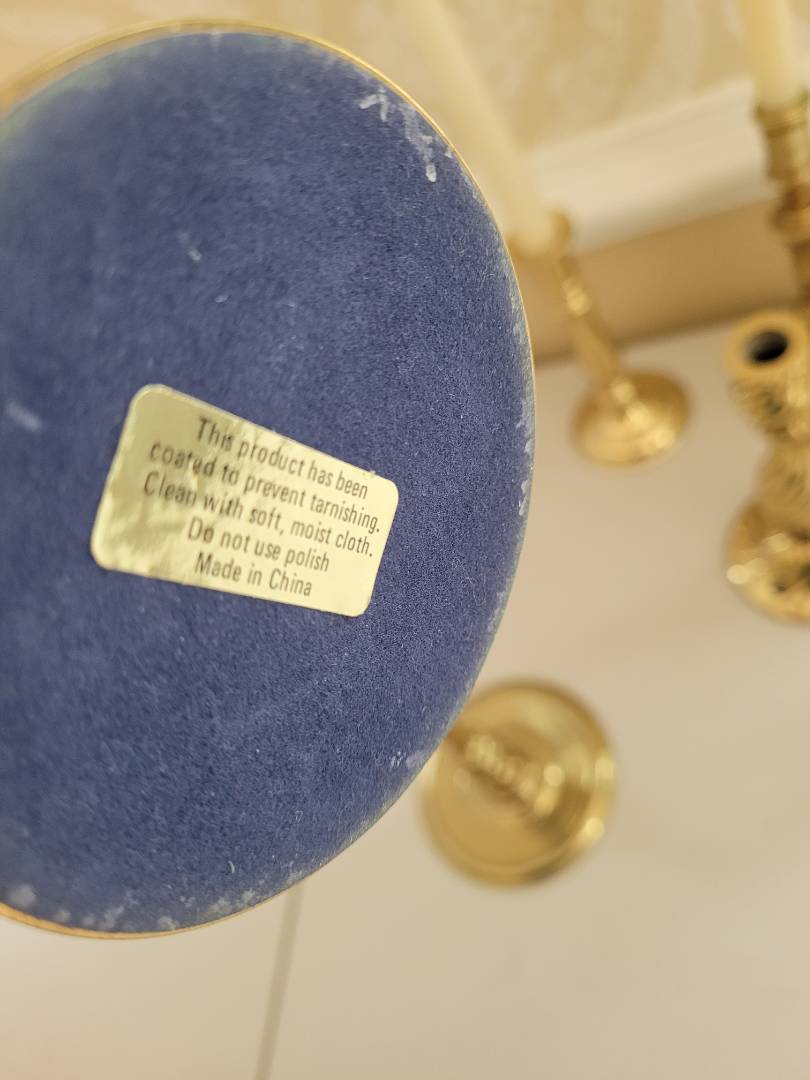 This product has been
coated to prevent tarnishing.
Clean with soft, moist cloth.
Do not use polish
Made in China